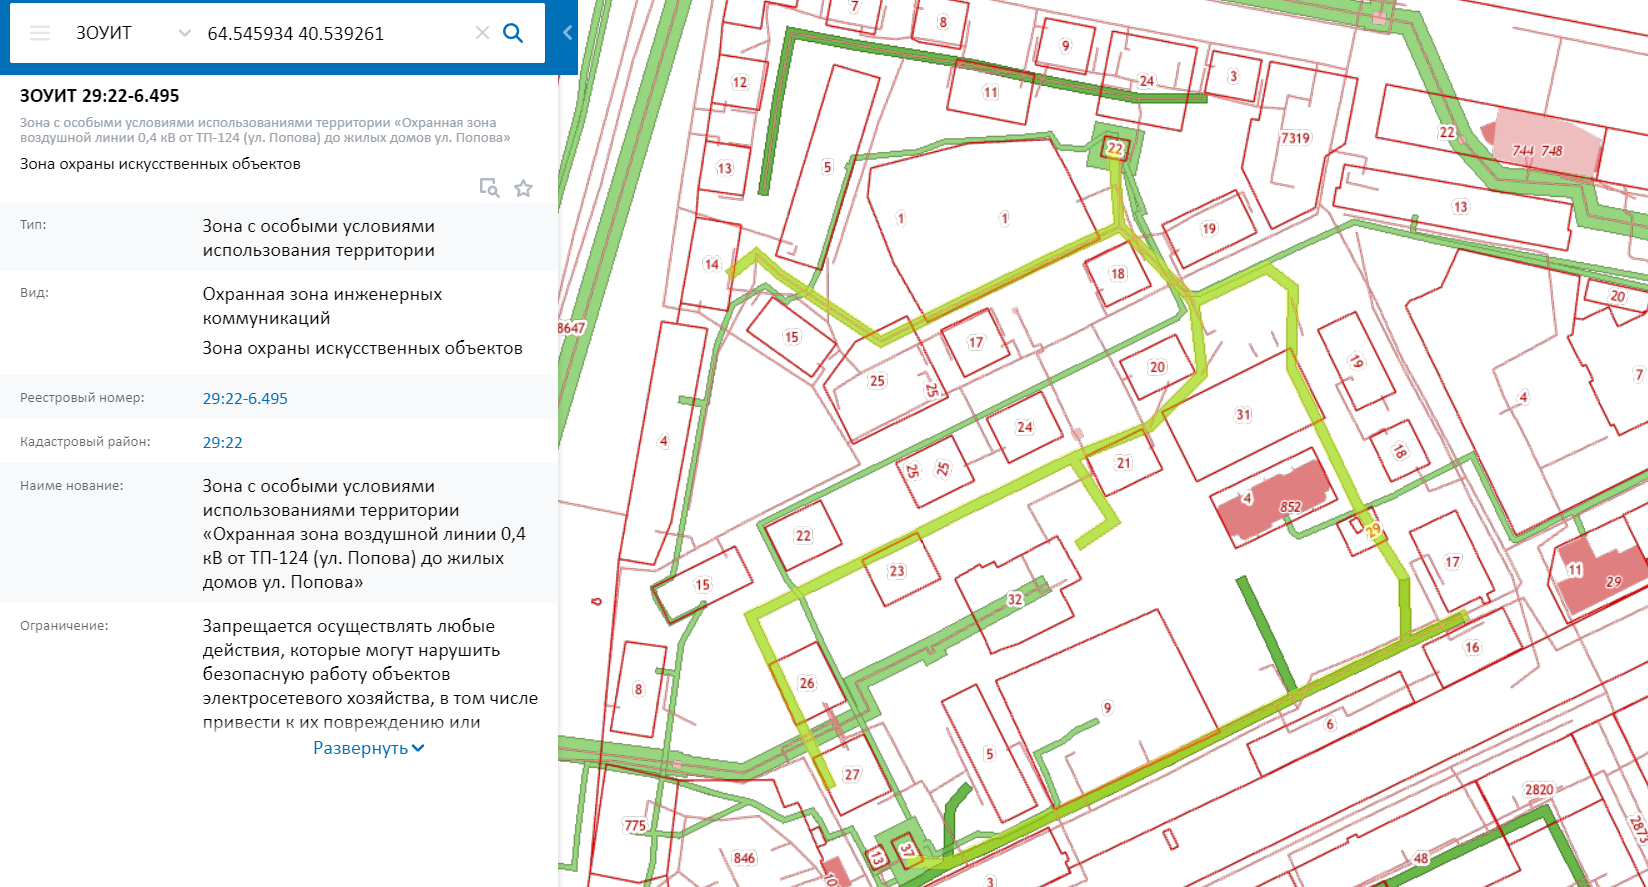 ЗОУИТ 64.545934 40.539261
ЗОУИТ 29:22-6.495
Зона с особыми условиями использованиями территории «Охранная зона
воздушной линии 0,4 кВ от ТП-124 (ул. Попова) до жилых домов ул. Попова»
Зона охраны искусственных объектов
Тип:
Зона с особыми условиями
использования территории
Вид:
Охранная зона инженерных
коммуникаций
Зона охраны искусственных объектов
Реестровый номер:
29:22-6.495
Кадастровый район:
29:22
Наиме нование:
Зона с особыми условиями
использованиями территории
«Охранная зона воздушной линии 0,4
кВ от ТП-124 (ул. Попова) до жилых
домов ул. Попова»
Ограничение:
Запрещается осуществлять любые
действия, которые могут нарушить
безопасную работу объектов
электросетевого хозяйства, в том числе
привести к их повреждению или
Развернуть
7
8
9
24
3
12
11
22
7319
744 748
22
13
5
13
1
1
19
14
18
20
8647
15
17
19
7
25
25
20
4
31
4
24
21
18
25
25
4
852
22
29
23
17
11
29
15
32
16
26
8
9
6
5
27
2820
775
2873
846
13
37
48
10
3